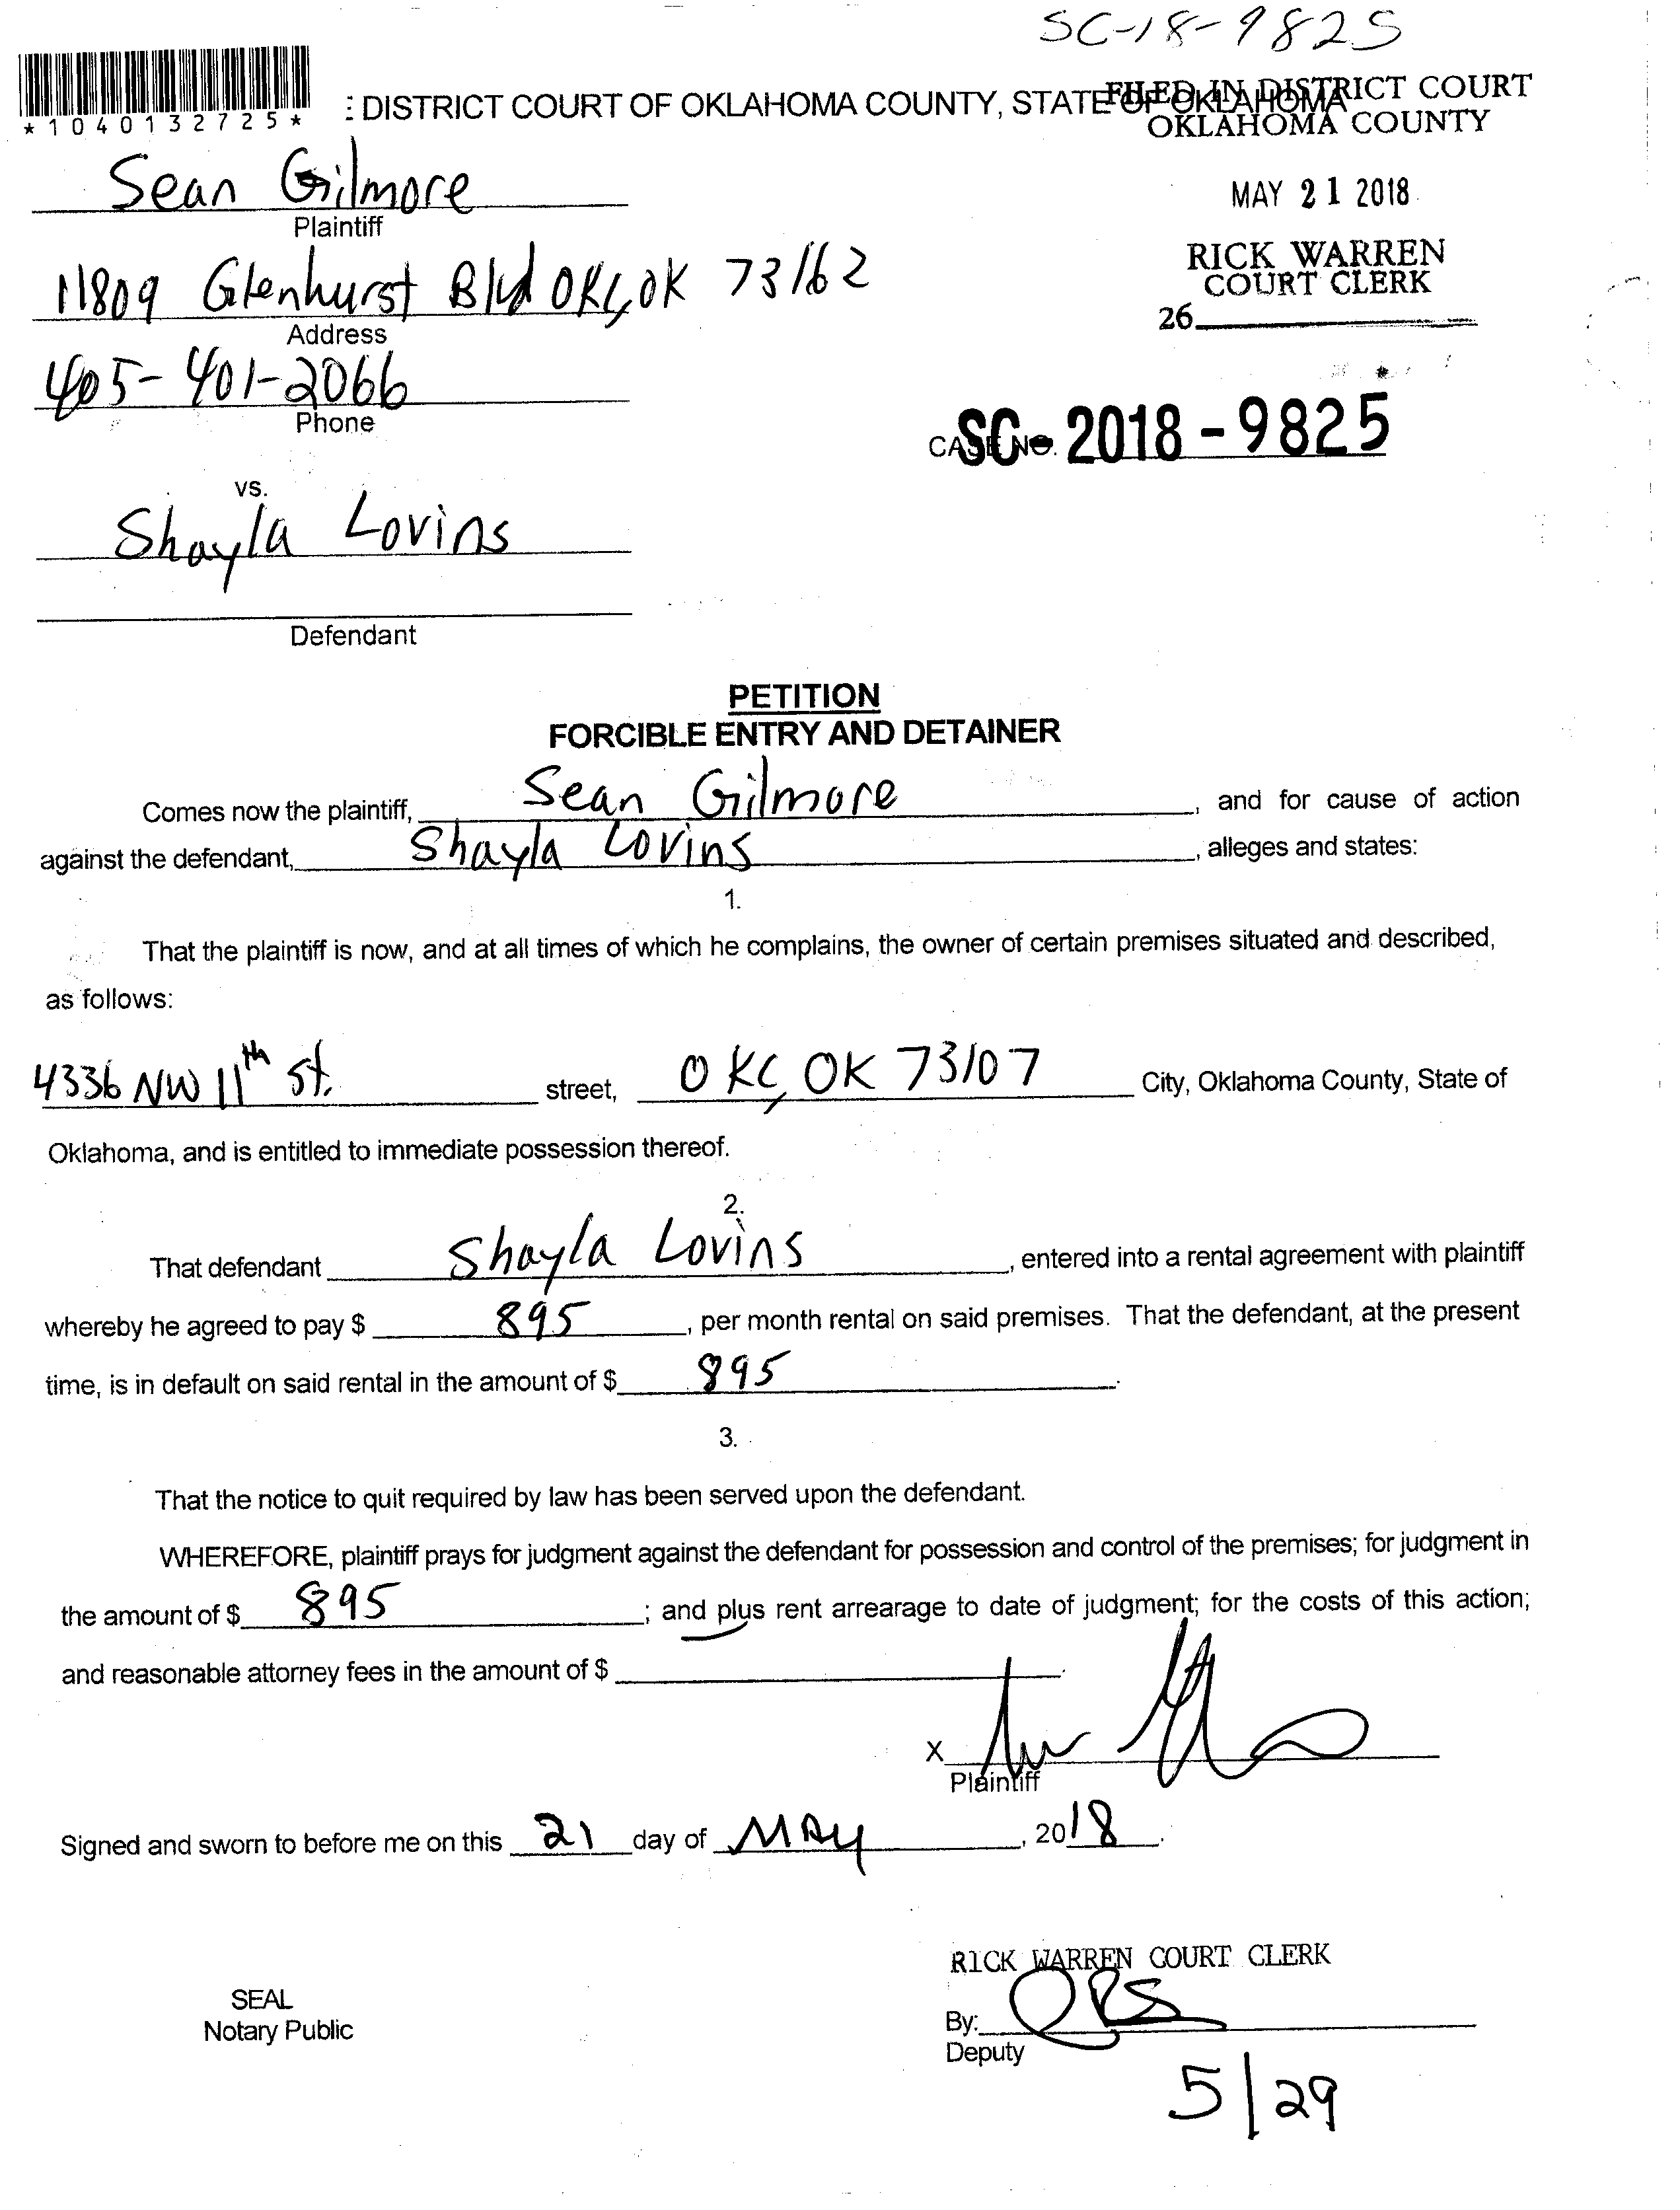 SC-18-9825
*1040132725*
: DISTRICT COURT OF OKLAHOMA COUNTY, STATE OF OKLAHOMA
FILED IN DISTRICT COURT
OKLAHOMA COUNTY
Sean Gilmore
Plaintiff
MAY 21 2018
11809 Glenhurst Blvd OKC, OK 73162
Address
RICK WARREN
COURT CLERK
26
405-401-2066
Phone
CASE NO. SC-2018-9825
vs.
Shayla Lovins
Defendant
PETITION
FORCIBLE ENTRY AND DETAINER
Comes now the plaintiff, Sean Gilmore, and for cause of action
against the defendant, Shayla Lovins, alleges and states:
1.
That the plaintiff is now, and at all times of which he complains, the owner of certain premises situated and described,
as follows:
4336 NW 11th St. street, OKC, OK 73107 City, Oklahoma County, State of
Oklahoma, and is entitled to immediate possession thereof.
2.
That defendant Shayla Lovins, entered into a rental agreement with plaintiff
whereby he agreed to pay $ 895, per month rental on said premises. That the defendant, at the present
time, is in default on said rental in the amount of $ 895.
3.
That the notice to quit required by law has been served upon the defendant.
WHEREFORE, plaintiff prays for judgment against the defendant for possession and control of the premises; for judgment in
the amount of $ 895; and plus rent arrearage to date of judgment; for the costs of this action;
and reasonable attorney fees in the amount of $ .
X
Plaintiff
Signed and sworn to before me on this 21 day of MAY, 2018.
RICK WARREN COURT CLERK
SEAL
Notary Public
By:
Deputy
5/29